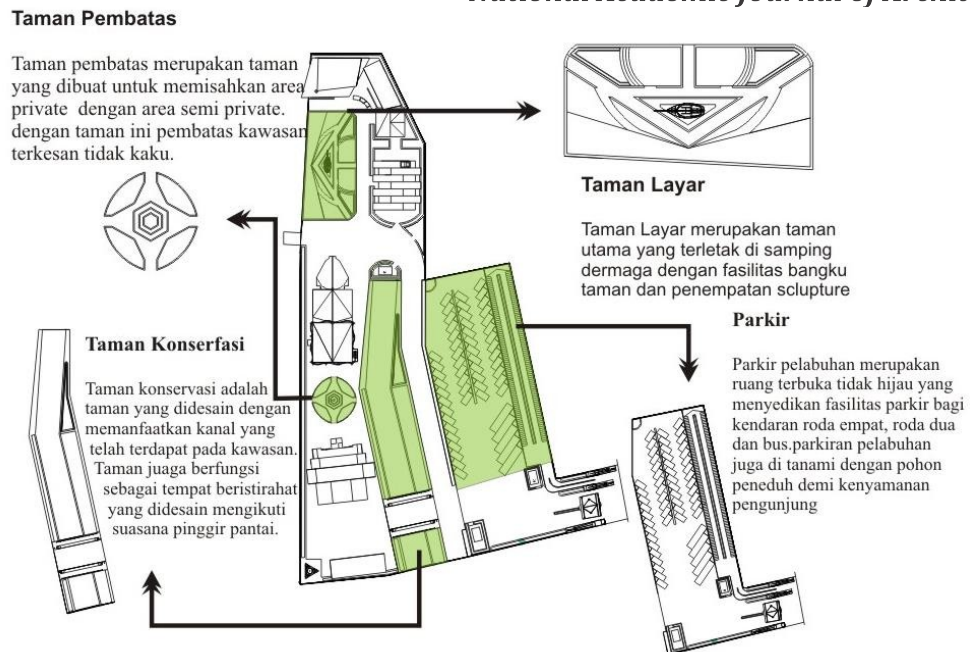 Taman Pembatas
Taman pembatas merupakan taman
yang dibuat untuk memisahkan area
private dengan area semi private.
dengan taman ini pembatas kawasan
terkesan tidak kaku.
Taman Layar
Taman Layar merupakan taman
utama yang terletak di samping
dermaga dengan fasilitas bangku
taman dan penempatan sclupture
Taman Konserfasi
Taman konservasi adalah
taman yang didesain dengan
memanfaatkan kanal yang
telah terdapat pada kawasan.
Taman juaga berfungsi
sebagai tempat beristirahat
yang didesain mengikuti
suasana pinggir pantai.
Parkir
Parkir pelabuhan merupakan
ruang terbuka tidak hijau yang
menyedikan fasilitas parkir bagi
kendaran roda empat, roda dua
dan bus.parkiran pelabuhan
juga di tanami dengan pohon
peneduh demi kenyamanan
pengunjung